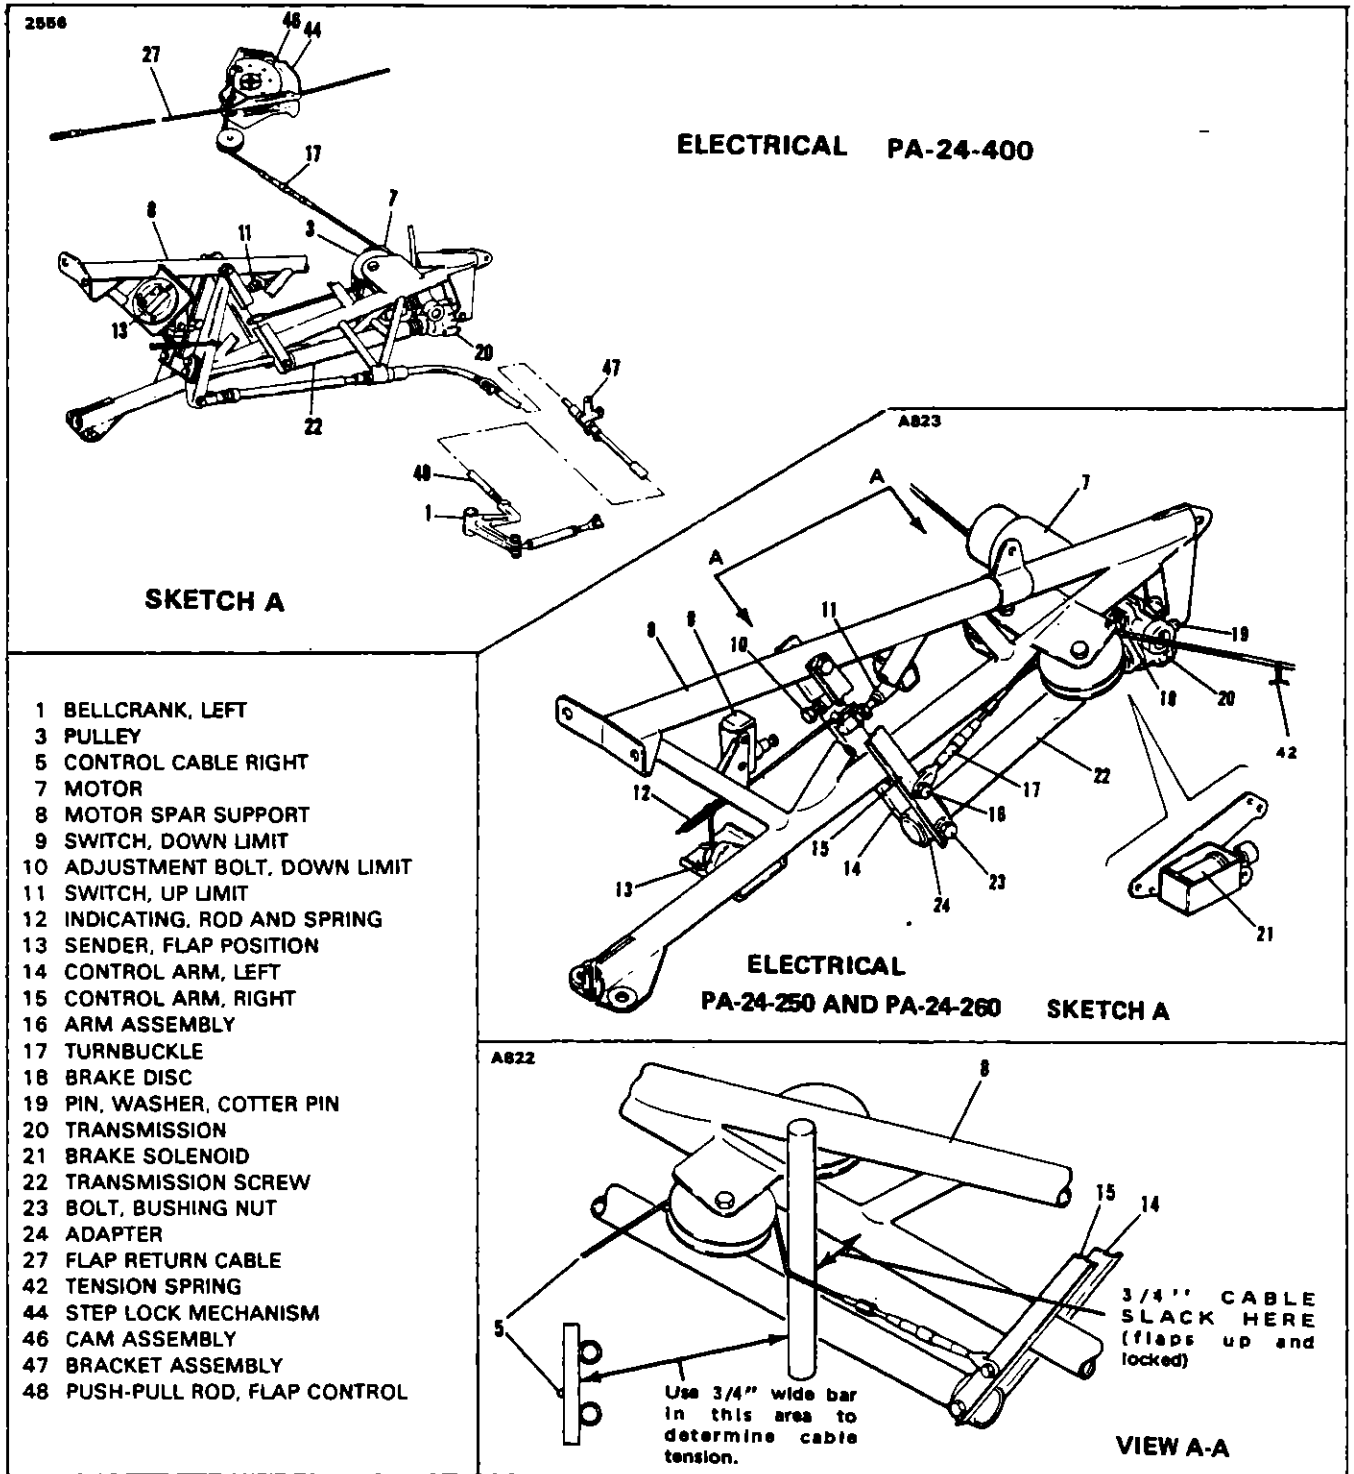 2556
46
44
27
ELECTRICAL PA-24-400
17
7
8
3
11
13
20
47
22
48
1
SKETCH A
A823
A
7
A
11
9
8
10
19
18
20
42
22
17
12
16
15
14
23
13
24
21
ELECTRICAL
PA-24-250 AND PA-24-260 SKETCH A
1 BELLCRANK, LEFT
3 PULLEY
5 CONTROL CABLE RIGHT
7 MOTOR
8 MOTOR SPAR SUPPORT
9 SWITCH, DOWN LIMIT
10 ADJUSTMENT BOLT, DOWN LIMIT
11 SWITCH, UP LIMIT
12 INDICATING, ROD AND SPRING
13 SENDER, FLAP POSITION
14 CONTROL ARM, LEFT
15 CONTROL ARM, RIGHT
16 ARM ASSEMBLY
17 TURNBUCKLE
18 BRAKE DISC
19 PIN, WASHER, COTTER PIN
20 TRANSMISSION
21 BRAKE SOLENOID
22 TRANSMISSION SCREW
23 BOLT, BUSHING NUT
24 ADAPTER
27 FLAP RETURN CABLE
42 TENSION SPRING
44 STEP LOCK MECHANISM
46 CAM ASSEMBLY
47 BRACKET ASSEMBLY
48 PUSH-PULL ROD, FLAP CONTROL
A822
8
15
14
3/4'' CABLE
SLACK HERE
(flaps up and
locked)
5
Use 3/4" wide bar
in this area to
determine cable
tension.
VIEW A-A